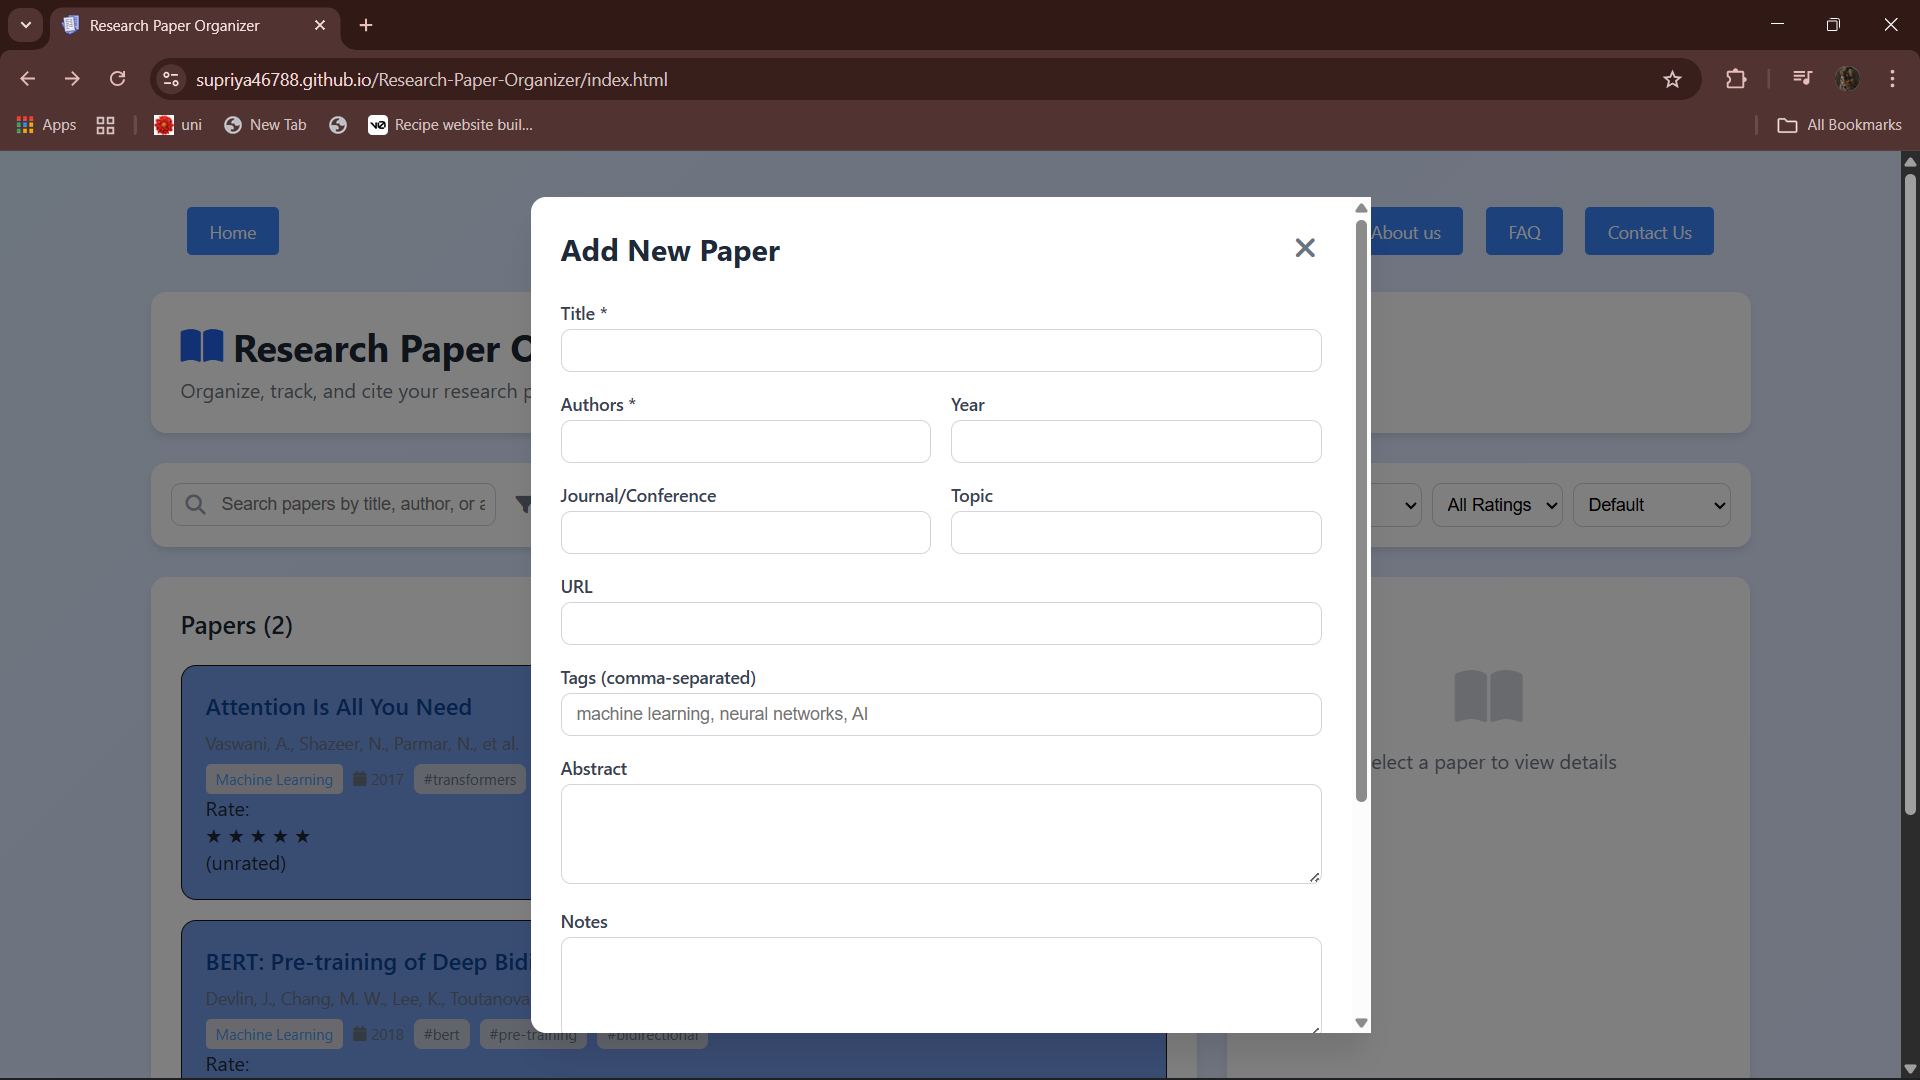 Research Paper Organizer
supriya46788.github.io/Research-Paper-Organizer/index.html
Apps
uni
New Tab
Recipe website buil...
All Bookmarks
Home
About us
FAQ
Contact Us
Research Paper O
Organize, track, and cite your research p
Search papers by title, author, or a
All Ratings
Default
Papers (2)
Attention Is All You Need
Vaswani, A., Shazeer, N., Parmar, N., et al.
Machine Learning 2017 #transformers
Rate:
★ ★ ★ ★ ★
(unrated)
BERT: Pre-training of Deep Bidi
Devlin, J., Chang, M. W., Lee, K., Toutanova
Machine Learning 2018 #bert #pre-training #bidirectional
Rate:
elect a paper to view details
Add New Paper
Title *
Authors *
Year
Journal/Conference
Topic
URL
Tags (comma-separated)
machine learning, neural networks, AI
Abstract
Notes